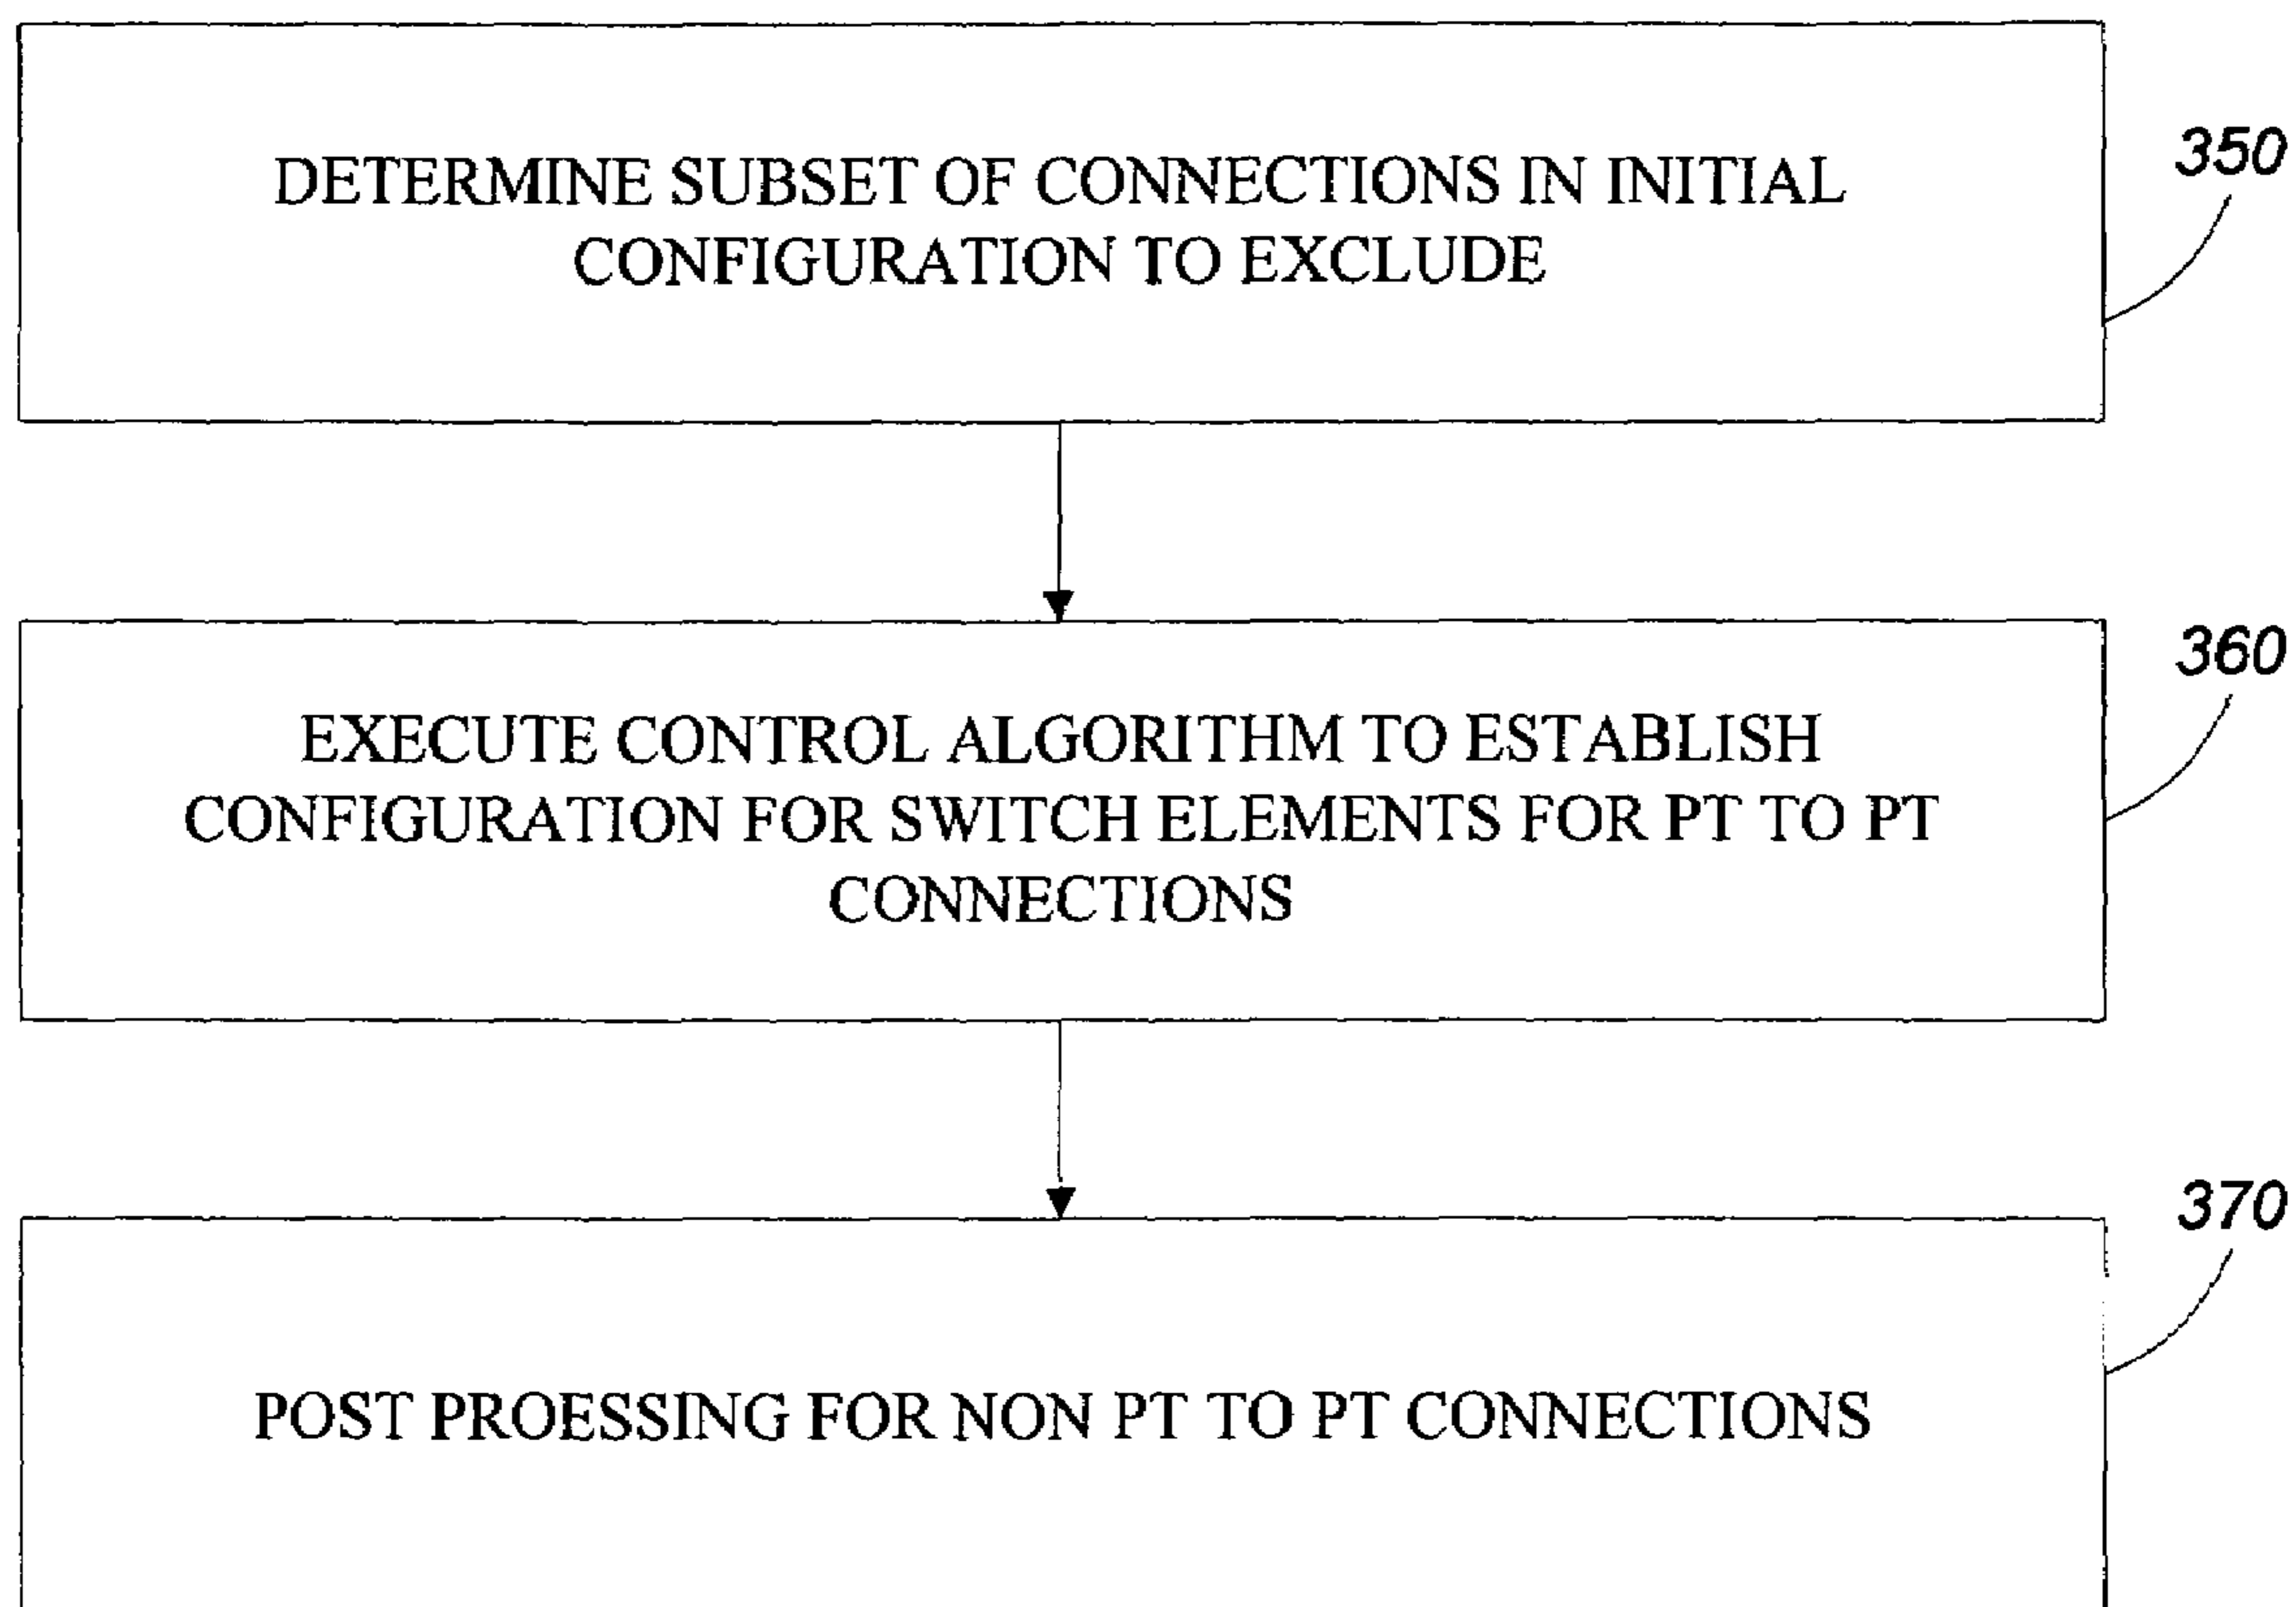 DETERMINE SUBSET OF CONNECTIONS IN INITIAL
CONFIGURATION TO EXCLUDE
350
EXECUTE CONTROL ALGORITHM TO ESTABLISH
CONFIGURATION FOR SWITCH ELEMENTS FOR PT TO PT
CONNECTIONS
360
POST PROESSING FOR NON PT TO PT CONNECTIONS
370